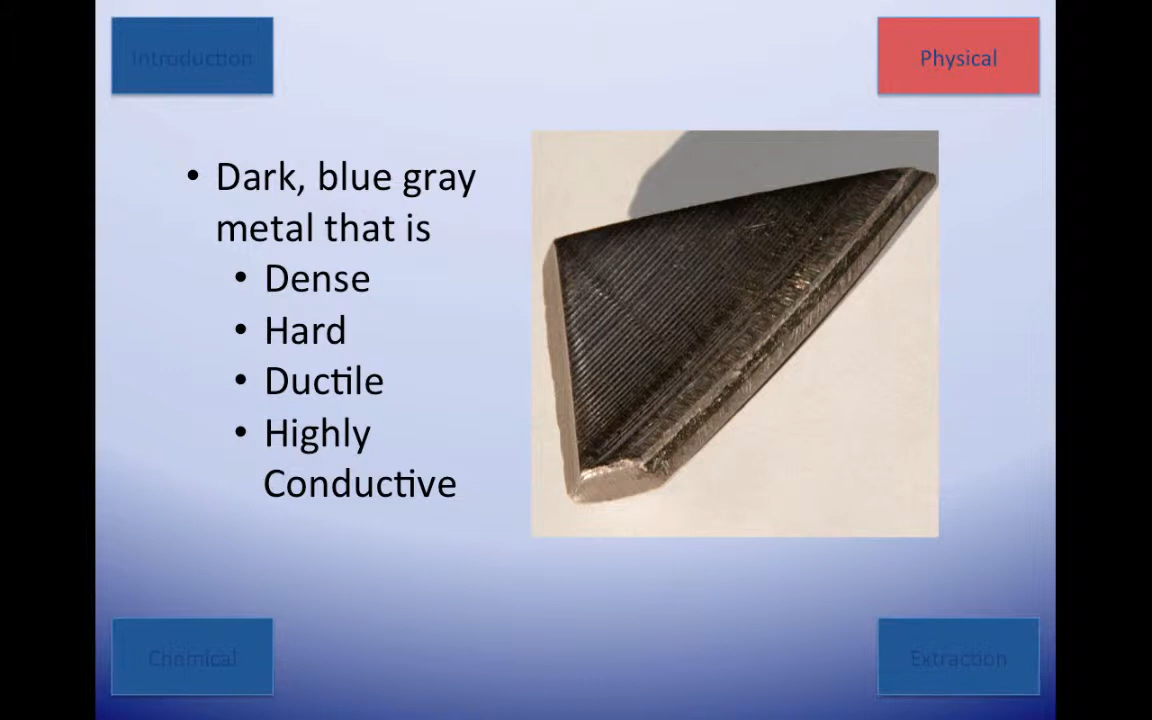 Introduction
Physical
• Dark, blue gray
metal that is
• Dense
• Hard
• Ductile
• Highly
Conductive
Chemical
Extraction